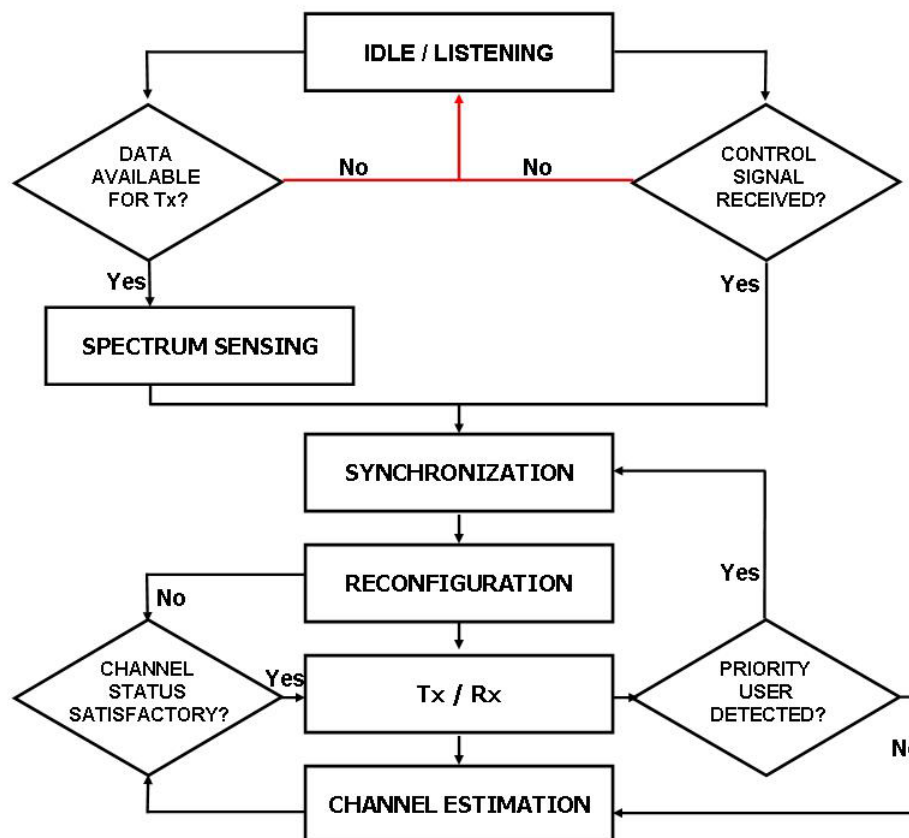 IDLE / LISTENING
DATA
AVAILABLE
FOR Tx?
No
No
CONTROL
SIGNAL
RECEIVED?
Yes
Yes
SPECTRUM SENSING
SYNCHRONIZATION
RECONFIGURATION
Yes
No
CHANNEL
STATUS
SATISFACTORY?
Yes
Tx / Rx
PRIORITY
USER
DETECTED?
No
CHANNEL ESTIMATION